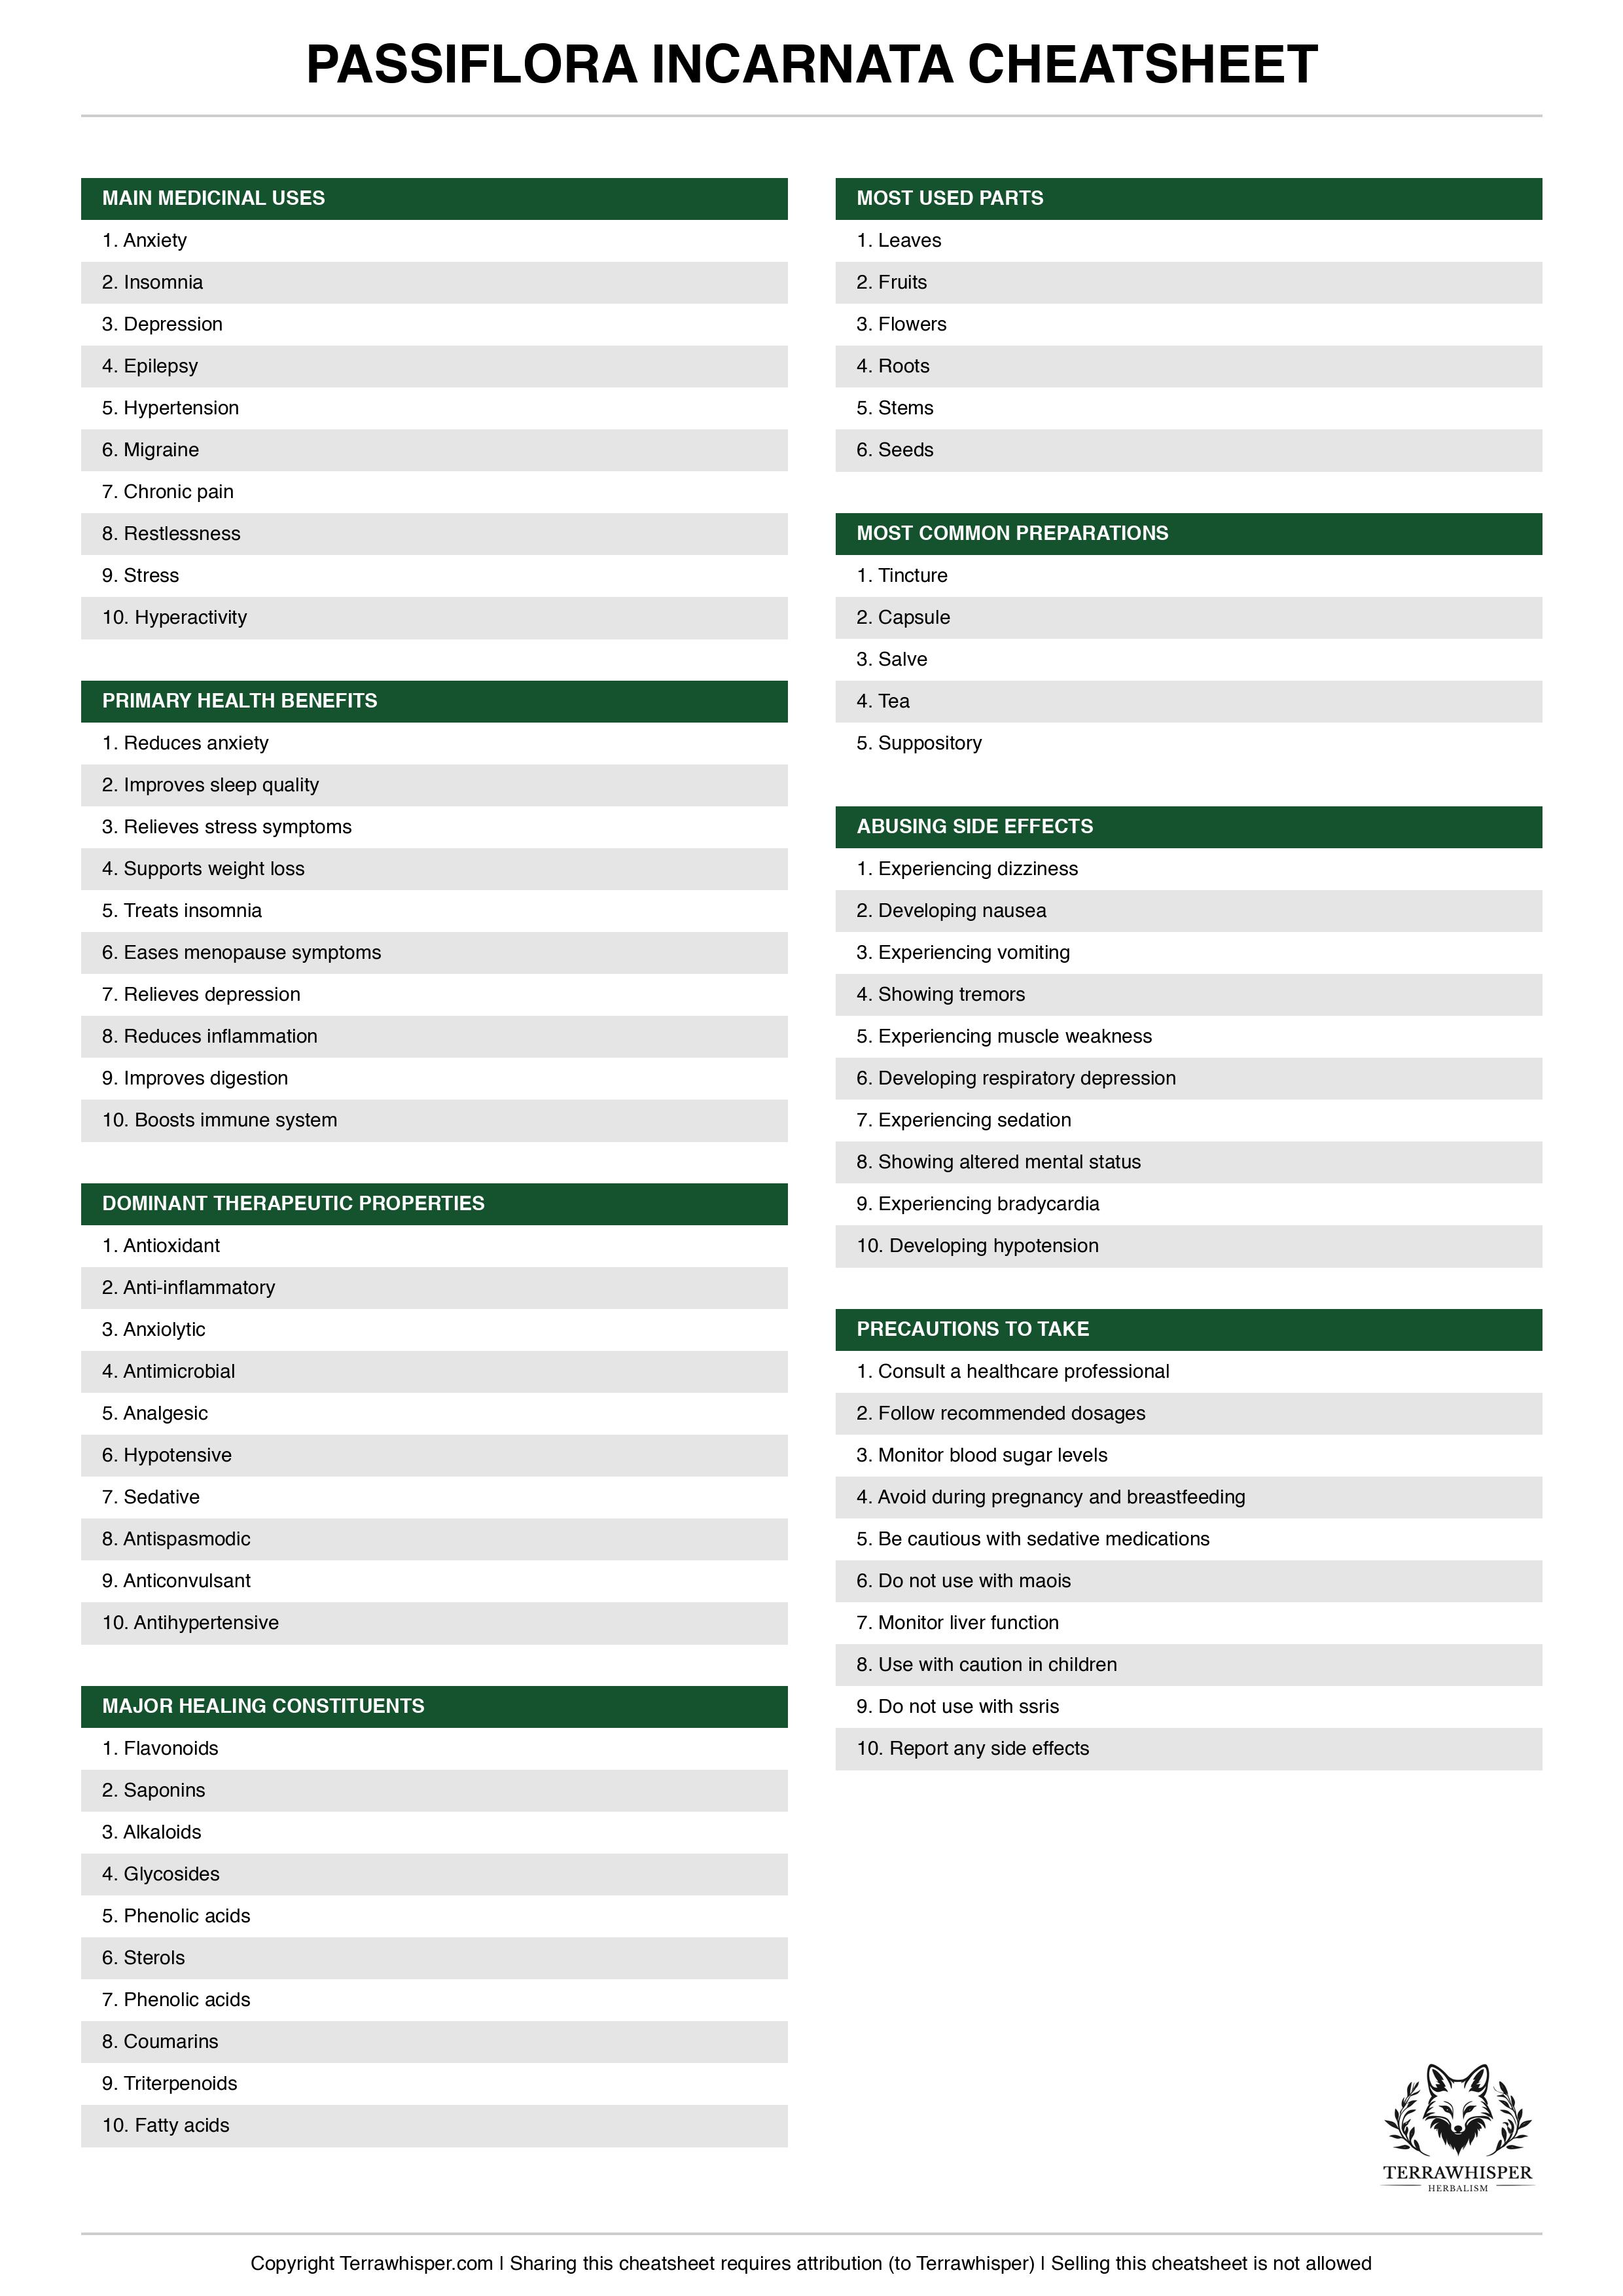 PASSIFLORA INCARNATA CHEATSHEET
MAIN MEDICINAL USES
1. Anxiety
2. Insomnia
3. Depression
4. Epilepsy
5. Hypertension
6. Migraine
7. Chronic pain
8. Restlessness
9. Stress
10. Hyperactivity
PRIMARY HEALTH BENEFITS
1. Reduces anxiety
2. Improves sleep quality
3. Relieves stress symptoms
4. Supports weight loss
5. Treats insomnia
6. Eases menopause symptoms
7. Relieves depression
8. Reduces inflammation
9. Improves digestion
10. Boosts immune system
DOMINANT THERAPEUTIC PROPERTIES
1. Antioxidant
2. Anti-inflammatory
3. Anxiolytic
4. Antimicrobial
5. Analgesic
6. Hypotensive
7. Sedative
8. Antispasmodic
9. Anticonvulsant
10. Antihypertensive
MAJOR HEALING CONSTITUENTS
1. Flavonoids
2. Saponins
3. Alkaloids
4. Glycosides
5. Phenolic acids
6. Sterols
7. Phenolic acids
8. Coumarins
9. Triterpenoids
10. Fatty acids
MOST USED PARTS
1. Leaves
2. Fruits
3. Flowers
4. Roots
5. Stems
6. Seeds
MOST COMMON PREPARATIONS
1. Tincture
2. Capsule
3. Salve
4. Tea
5. Suppository
ABUSING SIDE EFFECTS
1. Experiencing dizziness
2. Developing nausea
3. Experiencing vomiting
4. Showing tremors
5. Experiencing muscle weakness
6. Developing respiratory depression
7. Experiencing sedation
8. Showing altered mental status
9. Experiencing bradycardia
10. Developing hypotension
PRECAUTIONS TO TAKE
1. Consult a healthcare professional
2. Follow recommended dosages
3. Monitor blood sugar levels
4. Avoid during pregnancy and breastfeeding
5. Be cautious with sedative medications
6. Do not use with maois
7. Monitor liver function
8. Use with caution in children
9. Do not use with ssris
10. Report any side effects
TERRAWHISPER
HERBALISM
Copyright Terrawhisper.com | Sharing this cheatsheet requires attribution (to Terrawhisper) | Selling this cheatsheet is not allowed